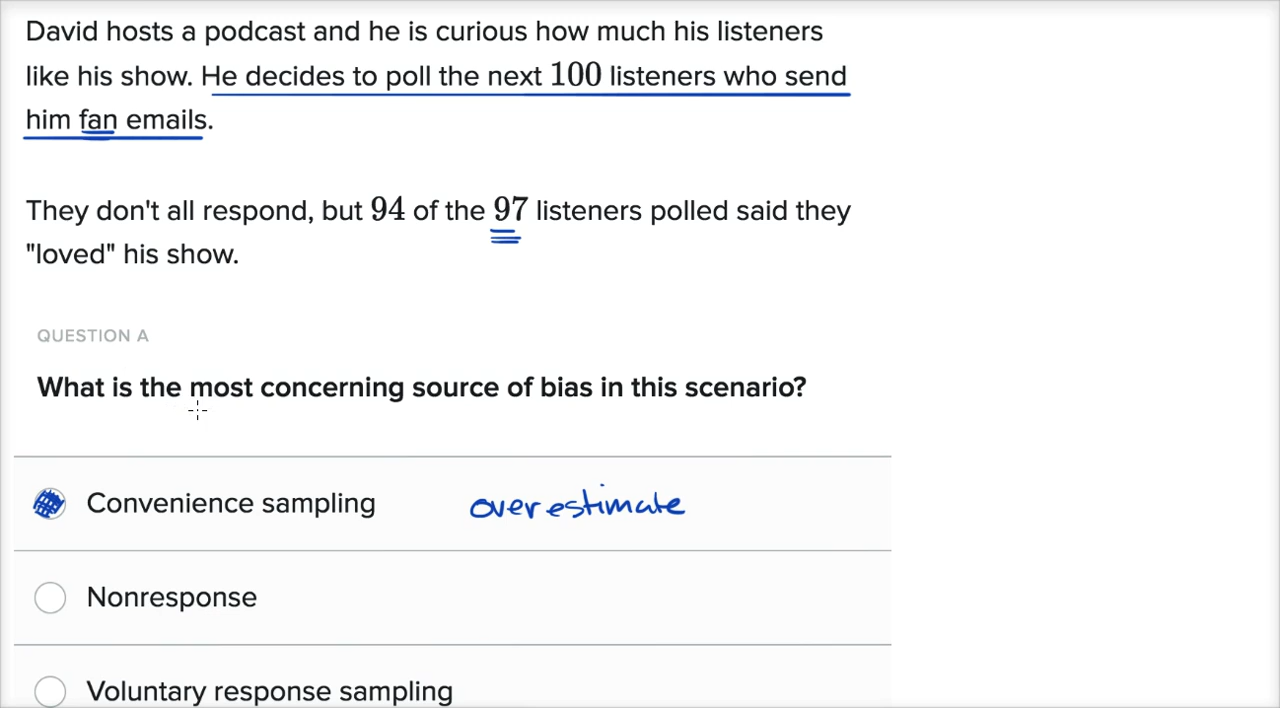 David hosts a podcast and he is curious how much his listeners
like his show. He decides to poll the next 100 listeners who send
him fan emails.
They don't all respond, but 94 of the 97 listeners polled said they
"loved" his show.
QUESTION A
What is the most concerning source of bias in this scenario?
Convenience sampling overestimate
Nonresponse
Voluntary response sampling